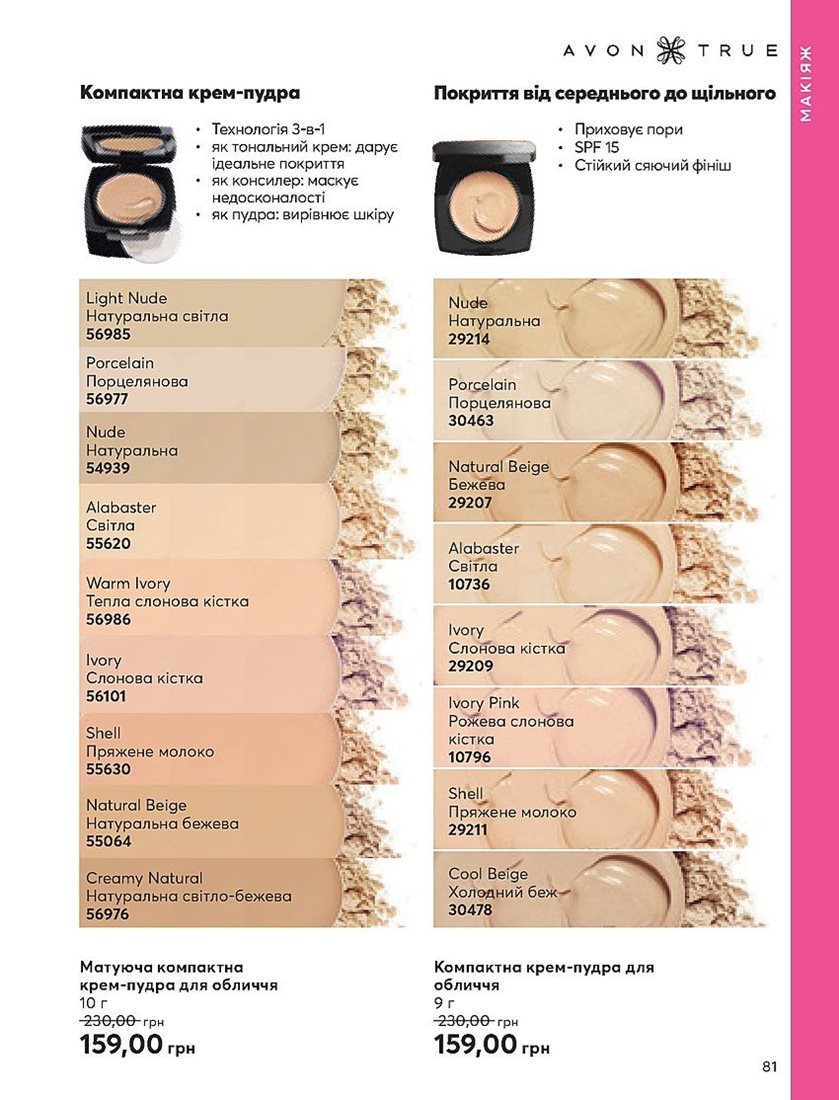 AVON TRUE
МАКІЯЖ
Компактна крем-пудра
• Технологія 3-в-1
• як тональний крем: дарує
ідеальне покриття
• як консилер: маскує
недосконалості
• як пудра: вирівнює шкіру
Light Nude
Натуральна світла
56985
Porcelain
Порцелянова
56977
Nude
Натуральна
54939
Alabaster
Світла
55620
Warm Ivory
Тепла слонова кістка
56986
Ivory
Слонова кістка
56101
Shell
Пряжене молоко
55630
Natural Beige
Натуральна бежева
55064
Creamy Natural
Натуральна світло-бежева
56976
Матуюча компактна
крем-пудра для обличчя
10 г
230,00 грн
159,00 грн
Покриття від середнього до щільного
• Приховує пори
• SPF 15
• Стійкий сяючий фініш
Nude
Натуральна
29214
Porcelain
Порцелянова
30463
Natural Beige
Бежева
29207
Alabaster
Світла
10736
Ivory
Слонова кістка
29209
Ivory Pink
Рожева слонова
кістка
10796
Shell
Пряжене молоко
29211
Cool Beige
Холодний беж
30478
Компактна крем-пудра для
обличчя
9 г
230,00 грн
159,00 грн
81